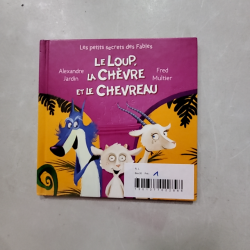 Les petits secrets des Fables
Alexandre
Jardin
Fred
Multier
LE LOUP,
LA CHÈVRE
ET LE CHEVREAU